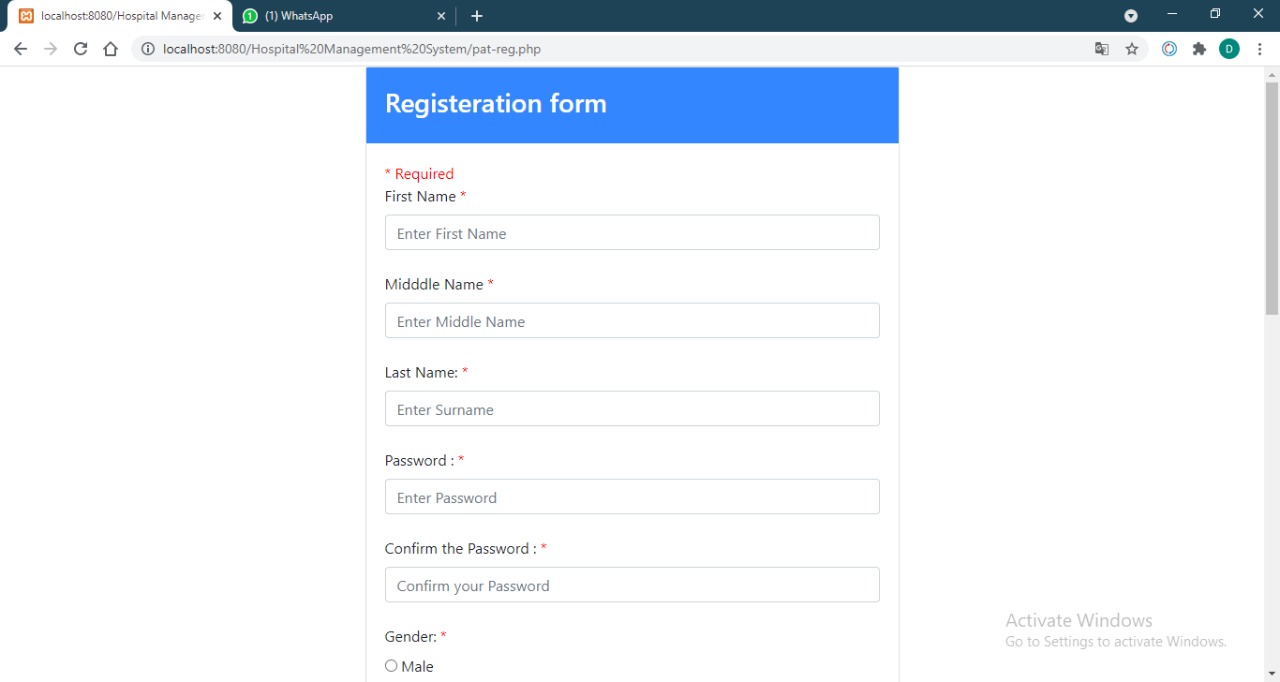 localhost:8080/Hospital Manage
(1) WhatsApp
localhost:8080/Hospital%20Management%20System/pat-reg.php
D
Registeration form
* Required
First Name *
Enter First Name
Midddle Name *
Enter Middle Name
Last Name: *
Enter Surname
Password : *
Enter Password
Confirm the Password : *
Confirm your Password
Gender: *
Male
Activate Windows
Go to Settings to activate Windows.